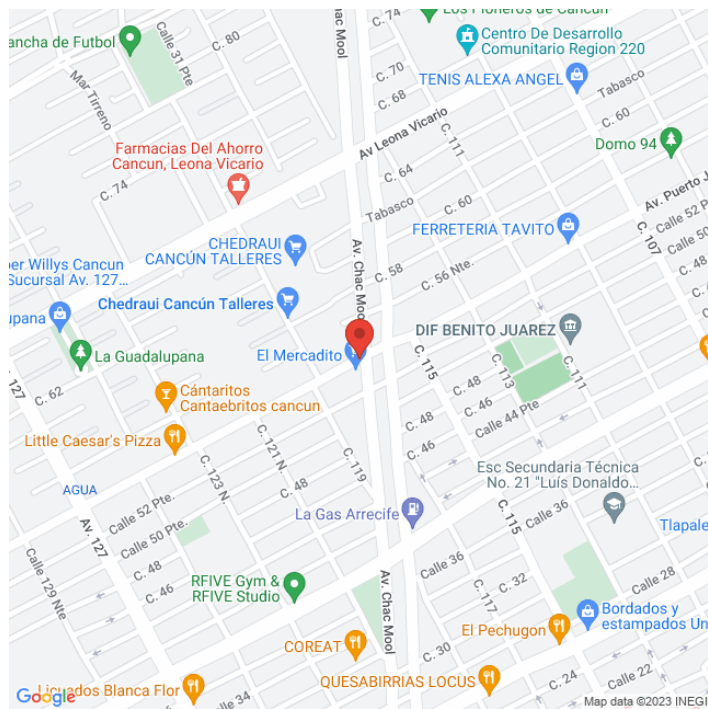 Los Pioneros de Cancún
Cancha de Futbol
Calle 31 Pte
C. 80
Av. Chac Mool
Centro De Desarrollo
Comunitario Region 220
C. 70
C. 68
TENIS ALEXA ANGEL
Tabasco
C. 60
Mar Tirreno
Av Leona Vicario
C. 111
Domo 94
Farmacias Del Ahorro
Cancun, Leona Vicario
C. 74
C. 64
Tabasco
C. 60
Av. Puerto J
C. 52 P
C. 50
C. 74
CHEDRAUI
CANCÚN TALLERES
FERRETERIA TAVITO
C. 107
C. 48
C. 46
C. 44
per Willys Cancun
Sucursal Av. 127...
Av. Chac Mool
C. 58
C. 56 Nte.
Chedraui Cancún Talleres
upana
La Guadalupana
El Mercadito
DIF BENITO JUAREZ
C. 115
C. 113
C. 111
C. 62
127
Cántaritos
Cantaebritos cancun
C. 48
C. 46
Calle 44 Pte
C. 48
C. 46
Little Caesar's Pizza
C. 121 N.
C. 119
AGUA
C. 123 N.
C. 48
Esc Secundaria Técnica
No. 21 "Luís Donaldo...
Calle 52 Pte.
Calle 50 Pte.
La Gas Arrecife
C. 115
Calle 36
Tlapale
Av. 127
Calle 129 Nte
C. 48
C. 46
RFIVE Gym &
RFIVE Studio
Av. Chac Mool
Calle 36
C. 32
Calle 28
C. 117
Bordados y
estampados Un
El Pechugon
COREAT
C. 30
QUESABIRRIAS LOCUS
C. 24
Calle 22
Licuados Blanca Flor
Calle 34
Google
Map data ©2023 INEGI